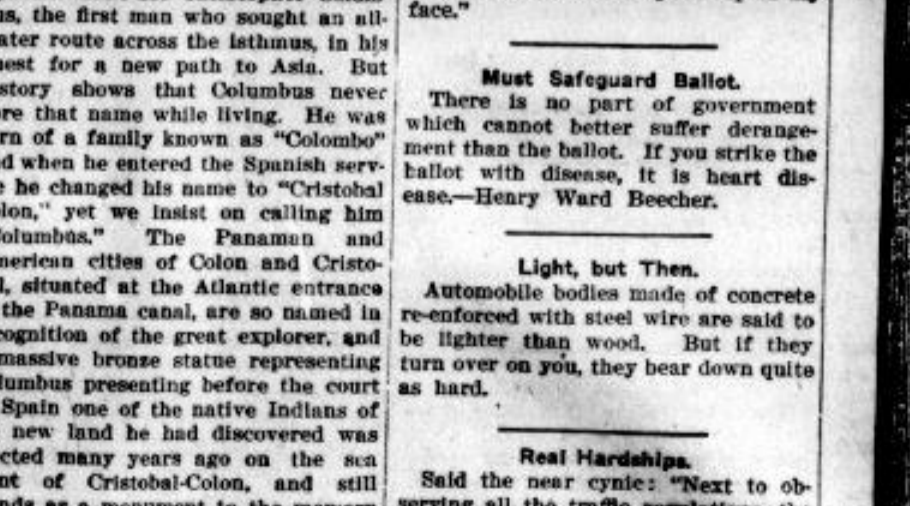 us, the first man who sought an all-
ater route across the isthmus, in his
uest for a new path to Asia. But
story shows that Columbus never
re that name while living. He was
rn of a family known as "Colombo"
d when he entered the Spanish serv-
e he changed his name to "Cristobal
lon," yet we insist on calling him
olumbus." The Panaman and
merican cities of Colon and Cristo-
l, situated at the Atlantic entrance
the Panama canal, are so named in
cognition of the great explorer, and
massive bronze statue representing
lumbus presenting before the court
Spain one of the native Indians of
new land he had discovered was
cted many years ago on the sea
nt of Cristobal-Colon, and still
as a monument to the
face."
Must Safeguard Ballot.
There is no part of government
which cannot better suffer derange-
ment than the ballot. If you strike the
ballot with disease, it is heart dis-
ease.—Henry Ward Beecher.
Light, but Then.
Automobile bodies made of concrete
re-enforced with steel wire are said to
be lighter than wood. But if they
turn over on you, they bear down quite
as hard.
Real Hardships.
Said the near cynic: "Next to ob-
serving all the traffic